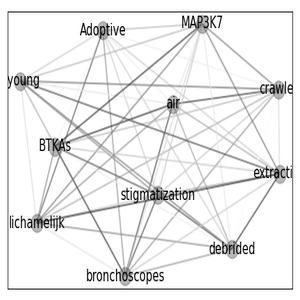 MAP3K7
Adoptive
young
crawle
air
BTKAs
extracti
stigmatization
lichamelijk
debrided
bronchoscopes